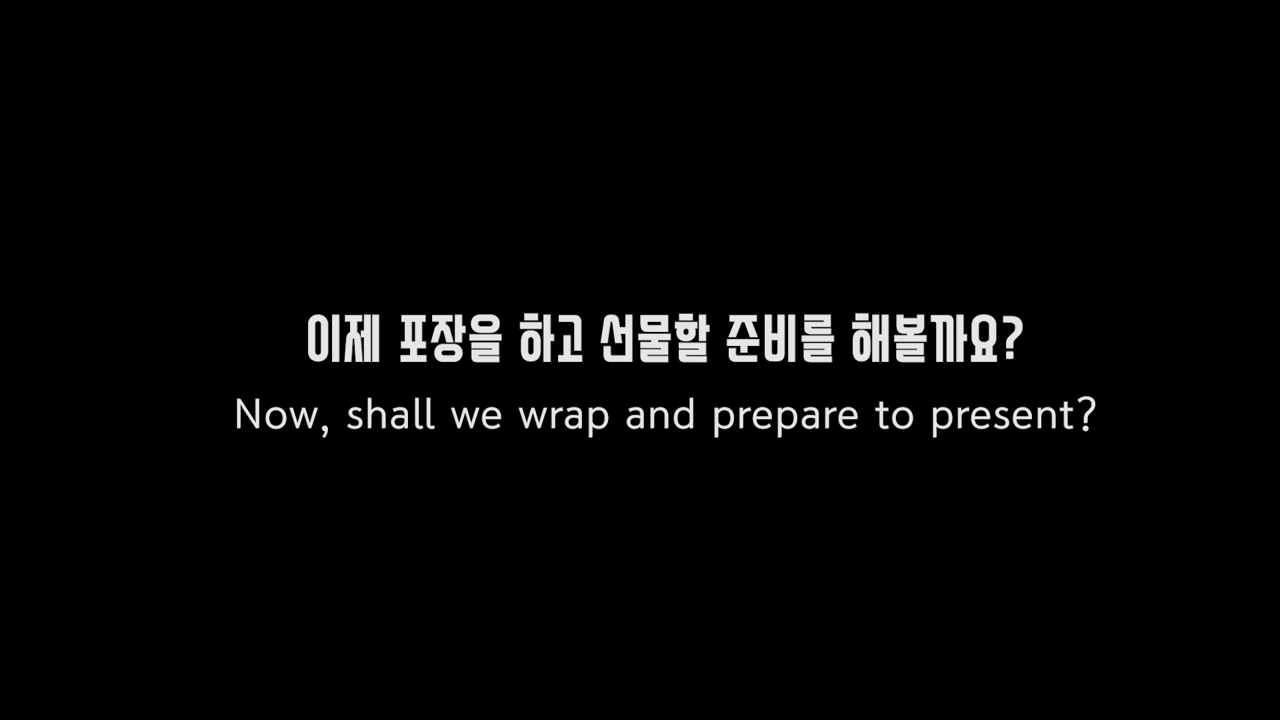 이제 포장을 하고 선물할 준비를 해볼까요?
Now, shall we wrap and prepare to present?